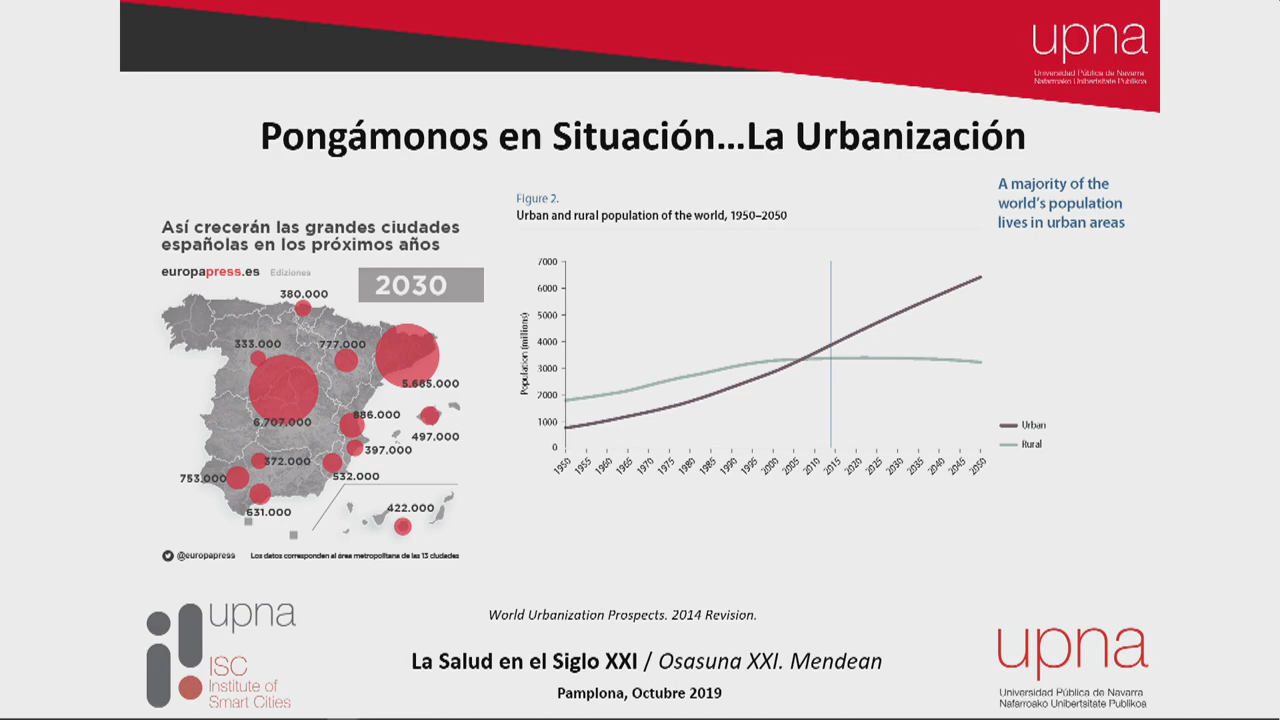 upna
Universidad Pública de Navarra
Nafarroako Unibertsitate Publikoa
Pongámonos en Situación...La Urbanización
Así crecerán las grandes ciudades
españolas en los próximos años
europapress.es Ediziones
2030
380.000
333.000
777.000
5.665.000
6.707.000
886.000
497.000
397.000
372.000
532.000
753.000
631.000
422.000
@europapress
Los datos corresponden al área metropolitana de las 13 ciudades
Figure 2.
Urban and rural population of the world, 1950–2050
A majority of the
world's population
lives in urban areas
Population (millions)
7000
6000
5000
4000
3000
2000
1000
0
1950
1955
1960
1965
1970
1975
1980
1985
1990
1995
2000
2005
2010
2015
2020
2025
2030
2035
2040
2045
2050
Urban
Rural
World Urbanization Prospects. 2014 Revision.
La Salud en el Siglo XXI / Osasuna XXI. Mendean
Pamplona, Octubre 2019
upna
ISC
Institute of
Smart Cities
upna
Universidad Pública de Navarra
Nafarroako Unibertsitate Publikoa